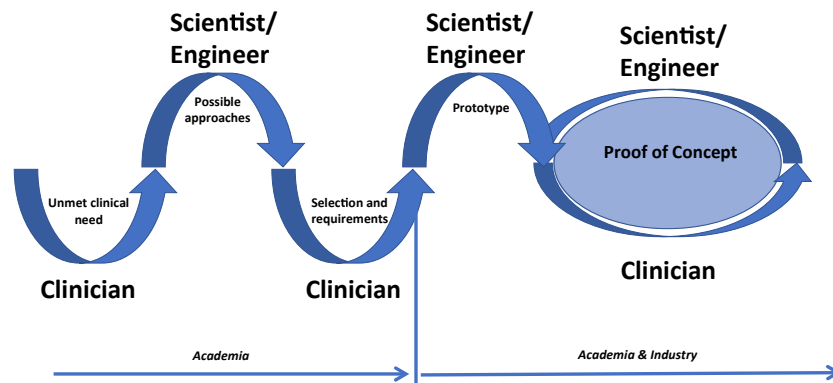 Scientist/
Engineer
Scientist/
Engineer
Scientist/
Engineer
Possible
approaches
Prototype
Proof of Concept
Unmet clinical
need
Selection and
requirements
Clinician
Clinician
Clinician
Academia
Academia & Industry